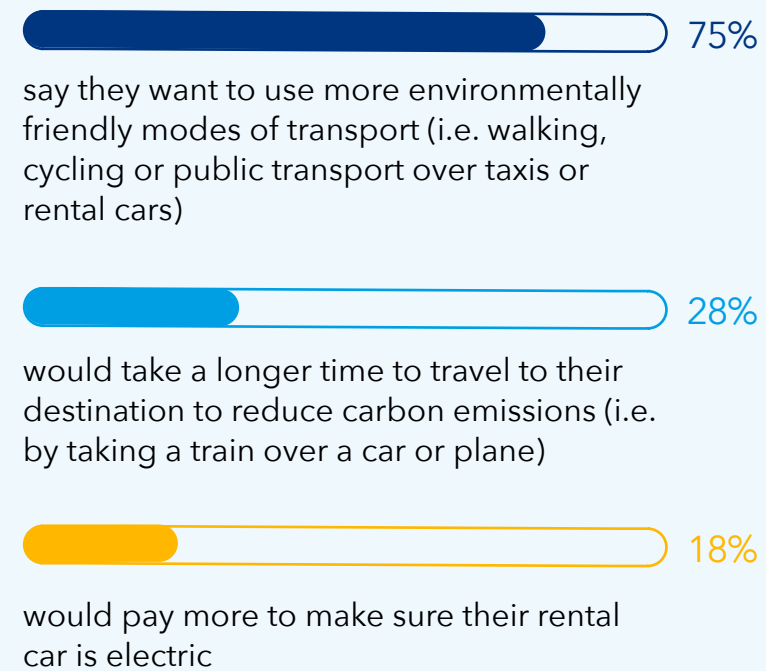 75%
say they want to use more environmentally
friendly modes of transport (i.e. walking,
cycling or public transport over taxis or
rental cars)
28%
would take a longer time to travel to their
destination to reduce carbon emissions (i.e.
by taking a train over a car or plane)
18%
would pay more to make sure their rental
car is electric